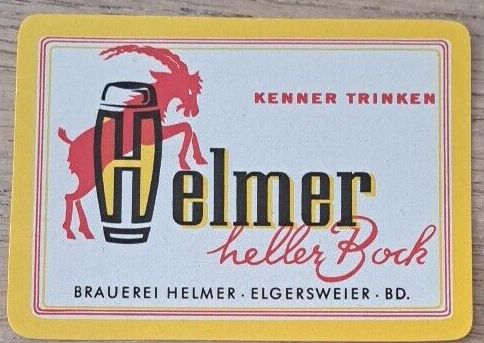 KENNER TRINKEN
Helmer
heller Bock
BRAUEREI HELMER · ELGERSWEIER · BD.